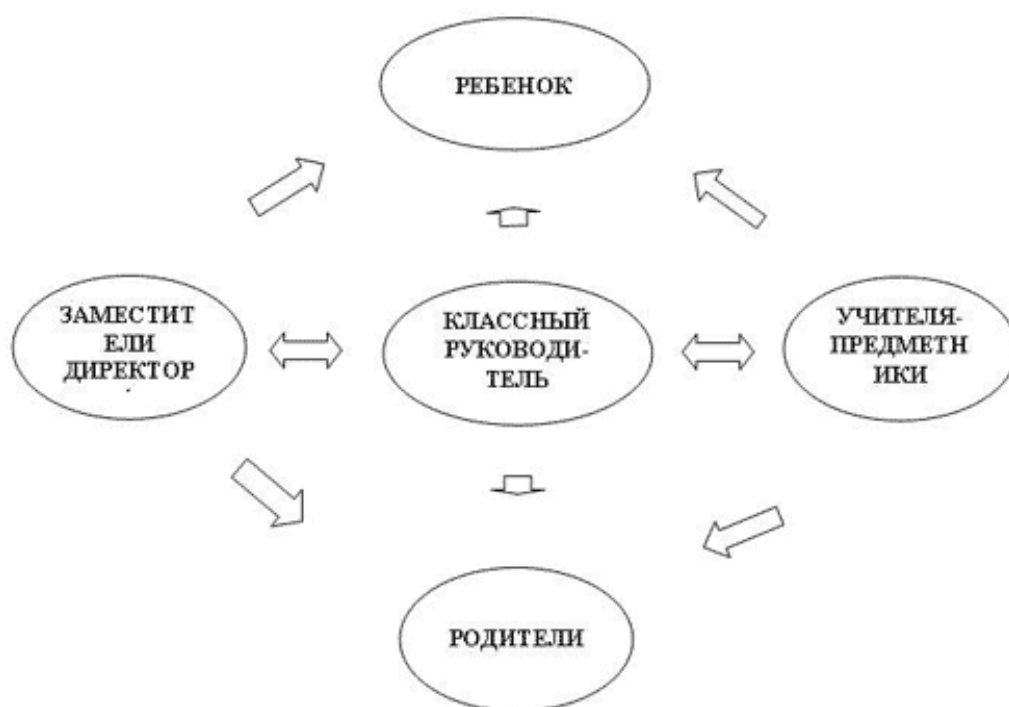 РЕБЕНОК
ЗАМЕСТИТ
ЕЛИ
ДИРЕКТОР
КЛАССНЫЙ
РУКОВОДИ-
ТЕЛЬ
УЧИТЕЛЯ-
ПРЕДМЕТН
ИКИ
РОДИТЕЛИ